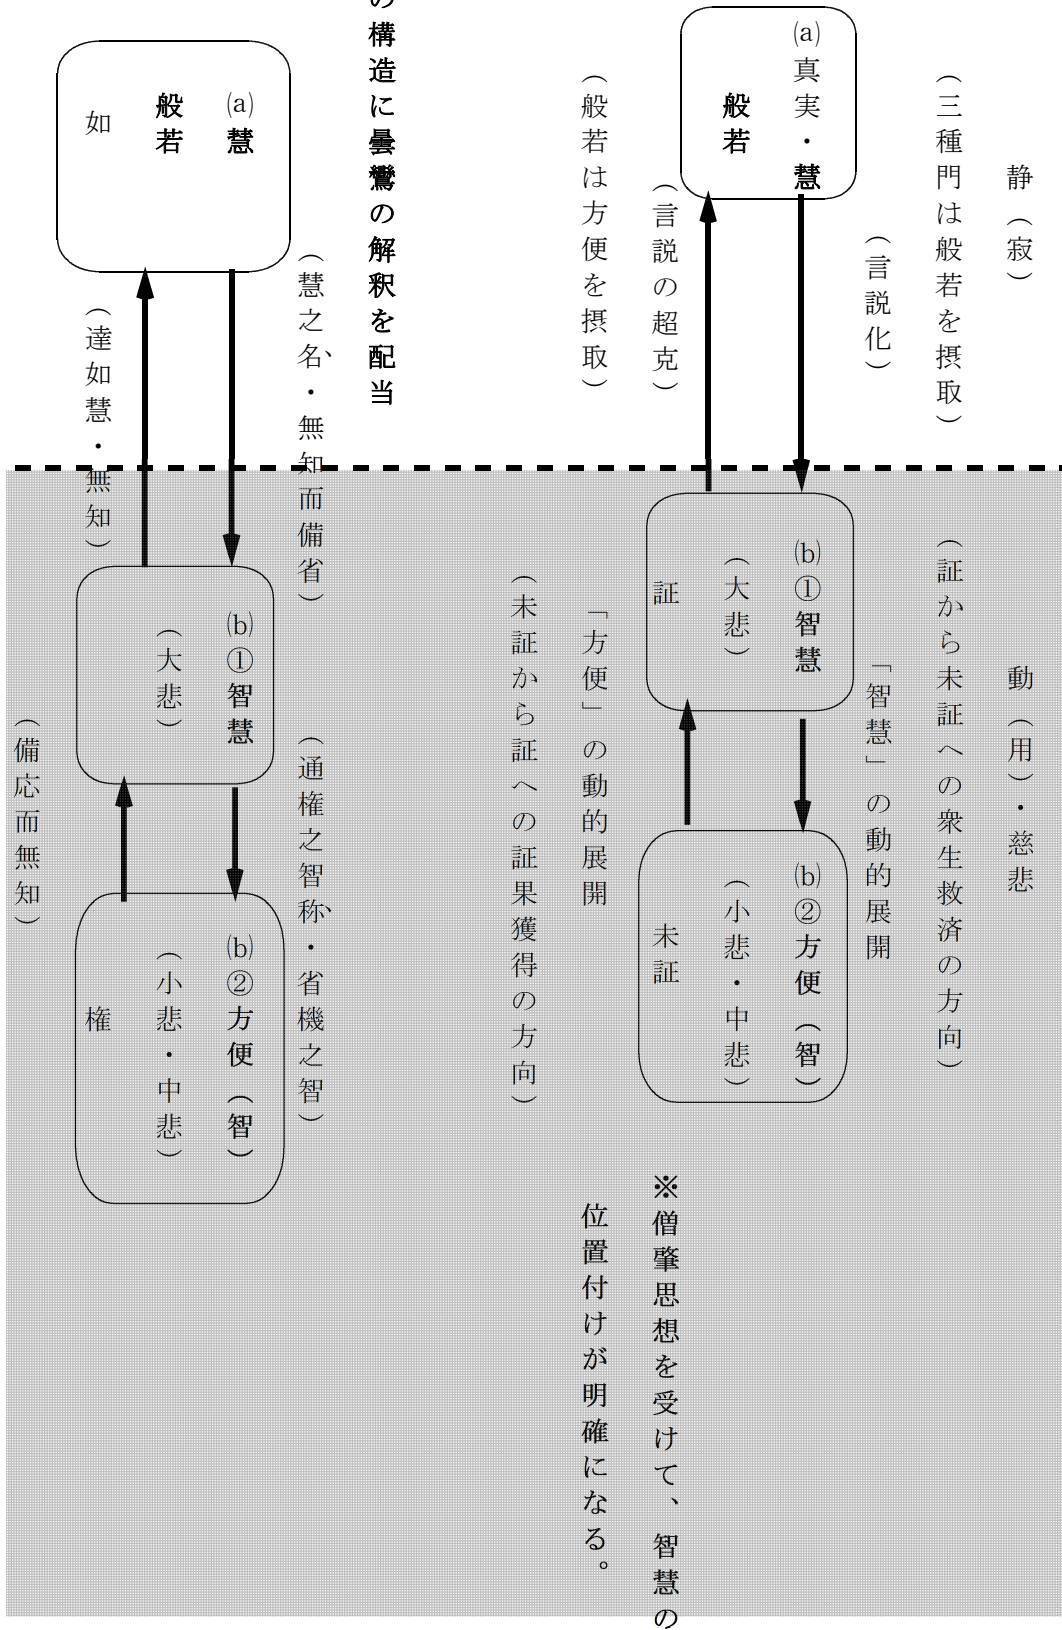 静（寂）
動（用）・慈悲
（三種門は般若を摂取）
（証から未証への衆生救済の方向）
（言説化）
「智慧」の動的展開
(a)真実・慧
般若
(b)①智慧
（大悲）
証
(b)②方便（智）
（小悲・中悲）
未証
（言説の超克）
（般若は方便を摂取）
「方便」の動的展開
（未証から証への証果獲得の方向）
※僧肇思想を受けて、智慧の
位置付けが明確になる。
の構造に曇鸞の解釈を配当
（慧之名、・無知而備省）
（通権之智称、・省機之智）
(a)慧
般若
如
(b)①智慧
（大悲）
(b)②方便（智）
（小悲・中悲）
権
（達如慧・無知）
（備応而無知）